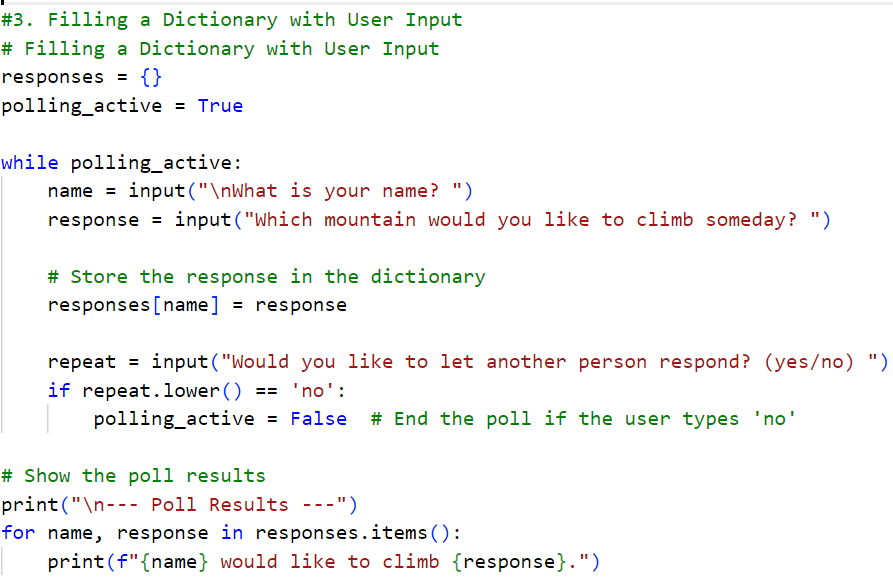 #3. Filling a Dictionary with User Input
# Filling a Dictionary with User Input
responses = {}
polling_active = True

while polling_active:
    name = input("\nWhat is your name? ")
    response = input("Which mountain would you like to climb someday? ")

    # Store the response in the dictionary
    responses[name] = response

    repeat = input("Would you like to let another person respond? (yes/no) ")
    if repeat.lower() == 'no':
        polling_active = False  # End the poll if the user types 'no'

# Show the poll results
print("\n--- Poll Results ---")
for name, response in responses.items():
    print(f"{name} would like to climb {response}.")